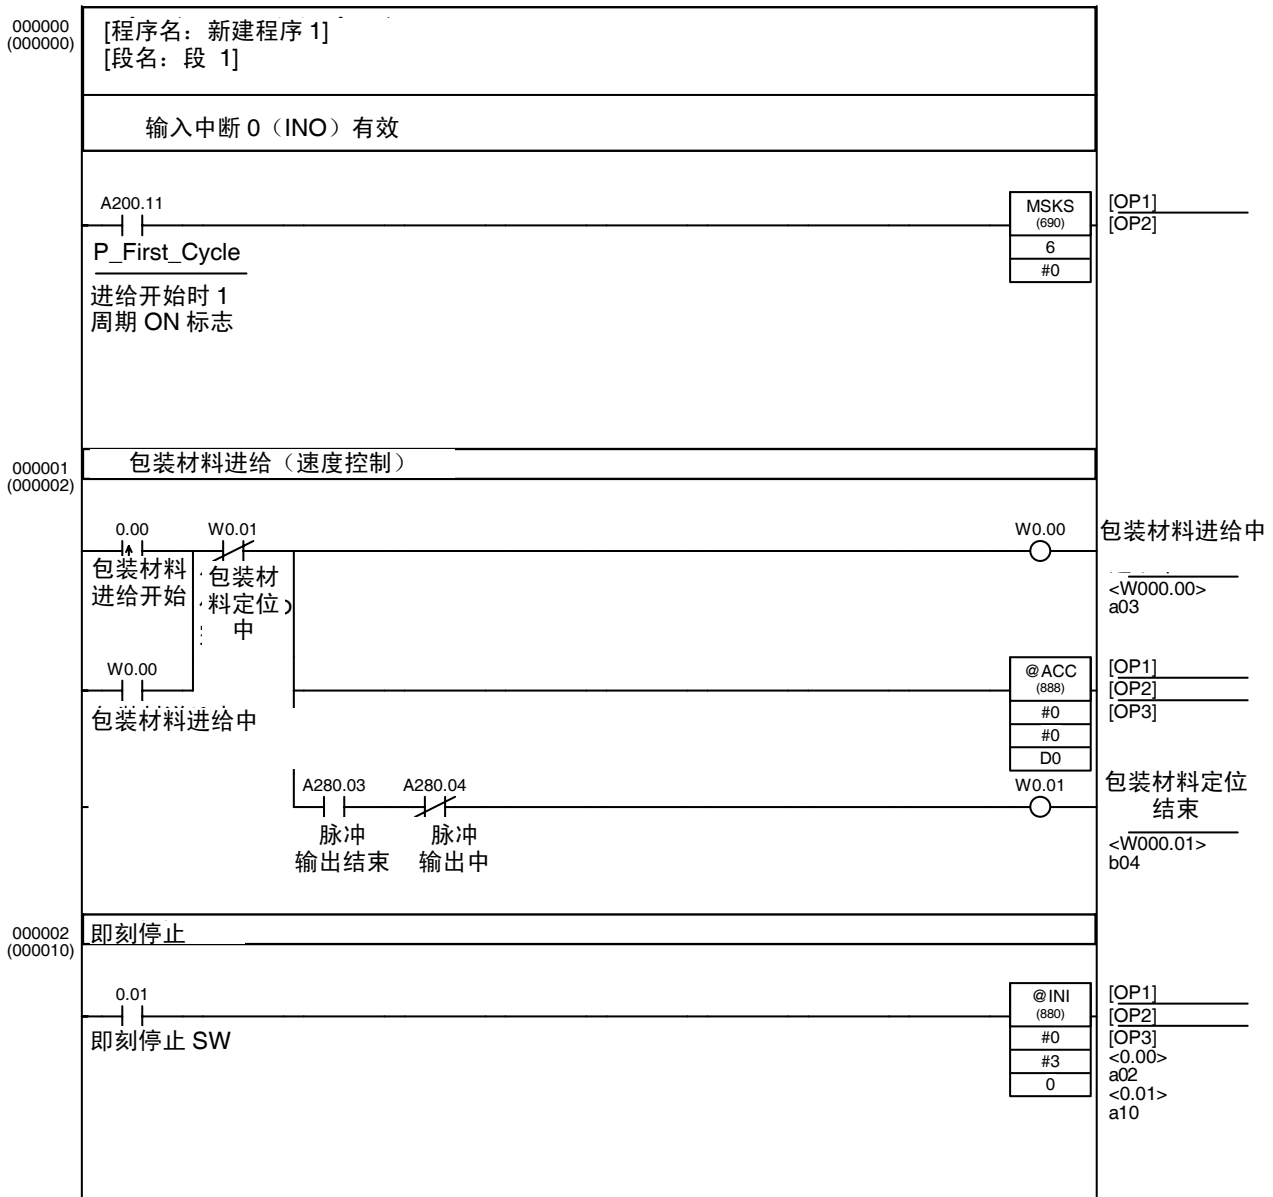 000000
(000000)
[程序名：新建程序 1]
[段名：段 1]
输入中断 0（INO）有效
A200.11
P_First_Cycle
进给开始时 1
周期 ON 标志
MSKS
(690)
6
#0
[OP1]
[OP2]
000001
(000002)
包装材料进给（速度控制）
0.00
包装材料
进给开始
W0.01
包装材
料定位
中
W0.00
包装材料进给中
<W000.00>
a03
W0.00
包装材料进给中
@ACC
(888)
#0
#0
D0
[OP1]
[OP2]
[OP3]
A280.03
脉冲
输出结束
A280.04
脉冲
输出中
W0.01
包装材料定位
结束
<W000.01>
b04
000002
(000010)
即刻停止
0.01
即刻停止 SW
@INI
(880)
#0
#3
0
[OP1]
[OP2]
[OP3]
<0.00>
a02
<0.01>
a10